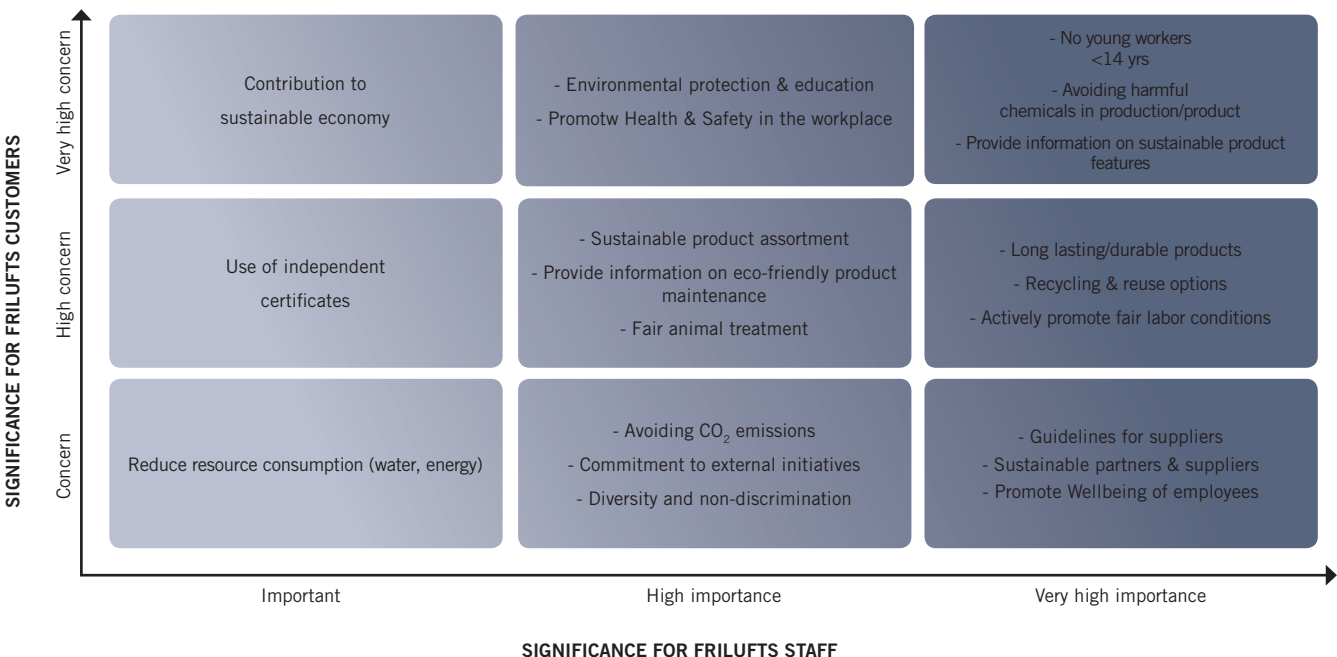 SIGNIFICANCE FOR FRILUFTS CUSTOMERS
Very high concern
Contribution to
sustainable economy
- Environmental protection & education
- Promotw Health & Safety in the workplace
- No young workers
<14 yrs
- Avoiding harmful
chemicals in production/product
- Provide information on sustainable product
features
High concern
Use of independent
certificates
- Sustainable product assortment
- Provide information on eco-friendly product
maintenance
- Fair animal treatment
- Long lasting/durable products
- Recycling & reuse options
- Actively promote fair labor conditions
Concern
Reduce resource consumption (water, energy)
- Avoiding CO₂ emissions
- Commitment to external initiatives
- Diversity and non-discrimination
- Guidelines for suppliers
- Sustainable partners & suppliers
- Promote Wellbeing of employees
Important
High importance
Very high importance
SIGNIFICANCE FOR FRILUFTS STAFF